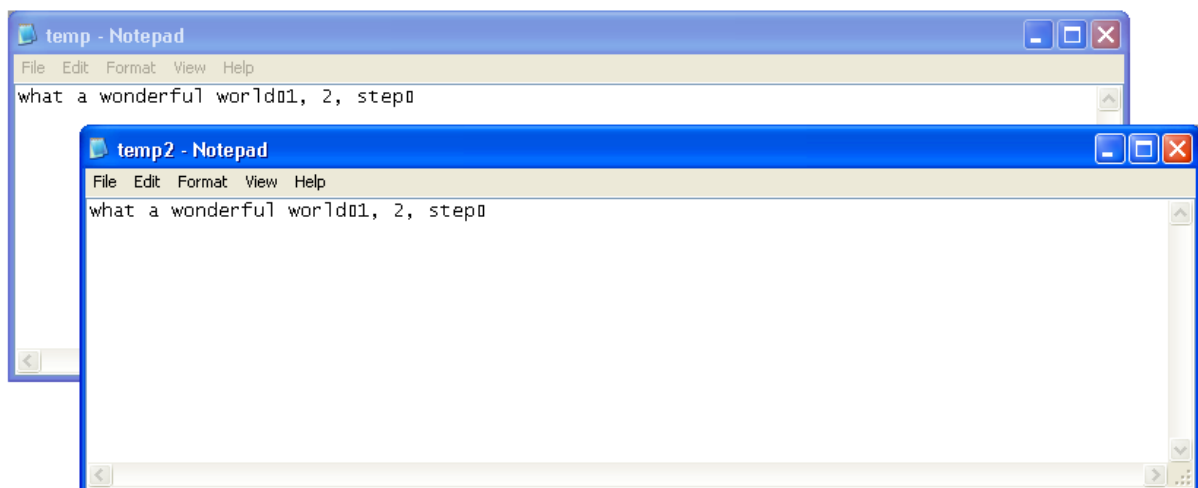 temp - Notepad
File Edit Format View Help
what a wonderful world▯1, 2, step▯
temp2 - Notepad
File Edit Format View Help
what a wonderful world▯1, 2, step▯